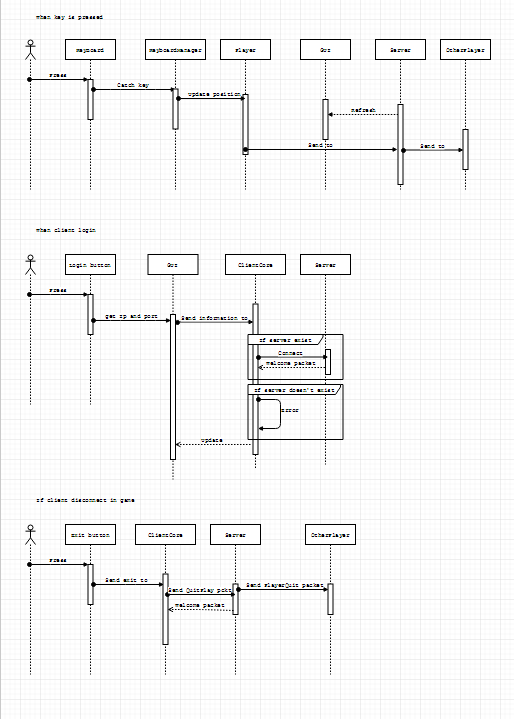 When key is pressed
Keyboard
KeyboardManager
Player
Gui
Server
OtherPlayer
Press
Catch key
Update position
Refresh
Send to
Send to
When client login
Login button
Gui
ClientCore
Server
Press
get ip and port
Send information to
If server exist
Connect
Welcome packet
If server doesn't exist
Error
Update
If client disconnect in game
Exit button
ClientCore
Server
OtherPlayer
Press
Send exit to
Send QuitPlay pckt
Send PlayerQuit packet
Welcome packet